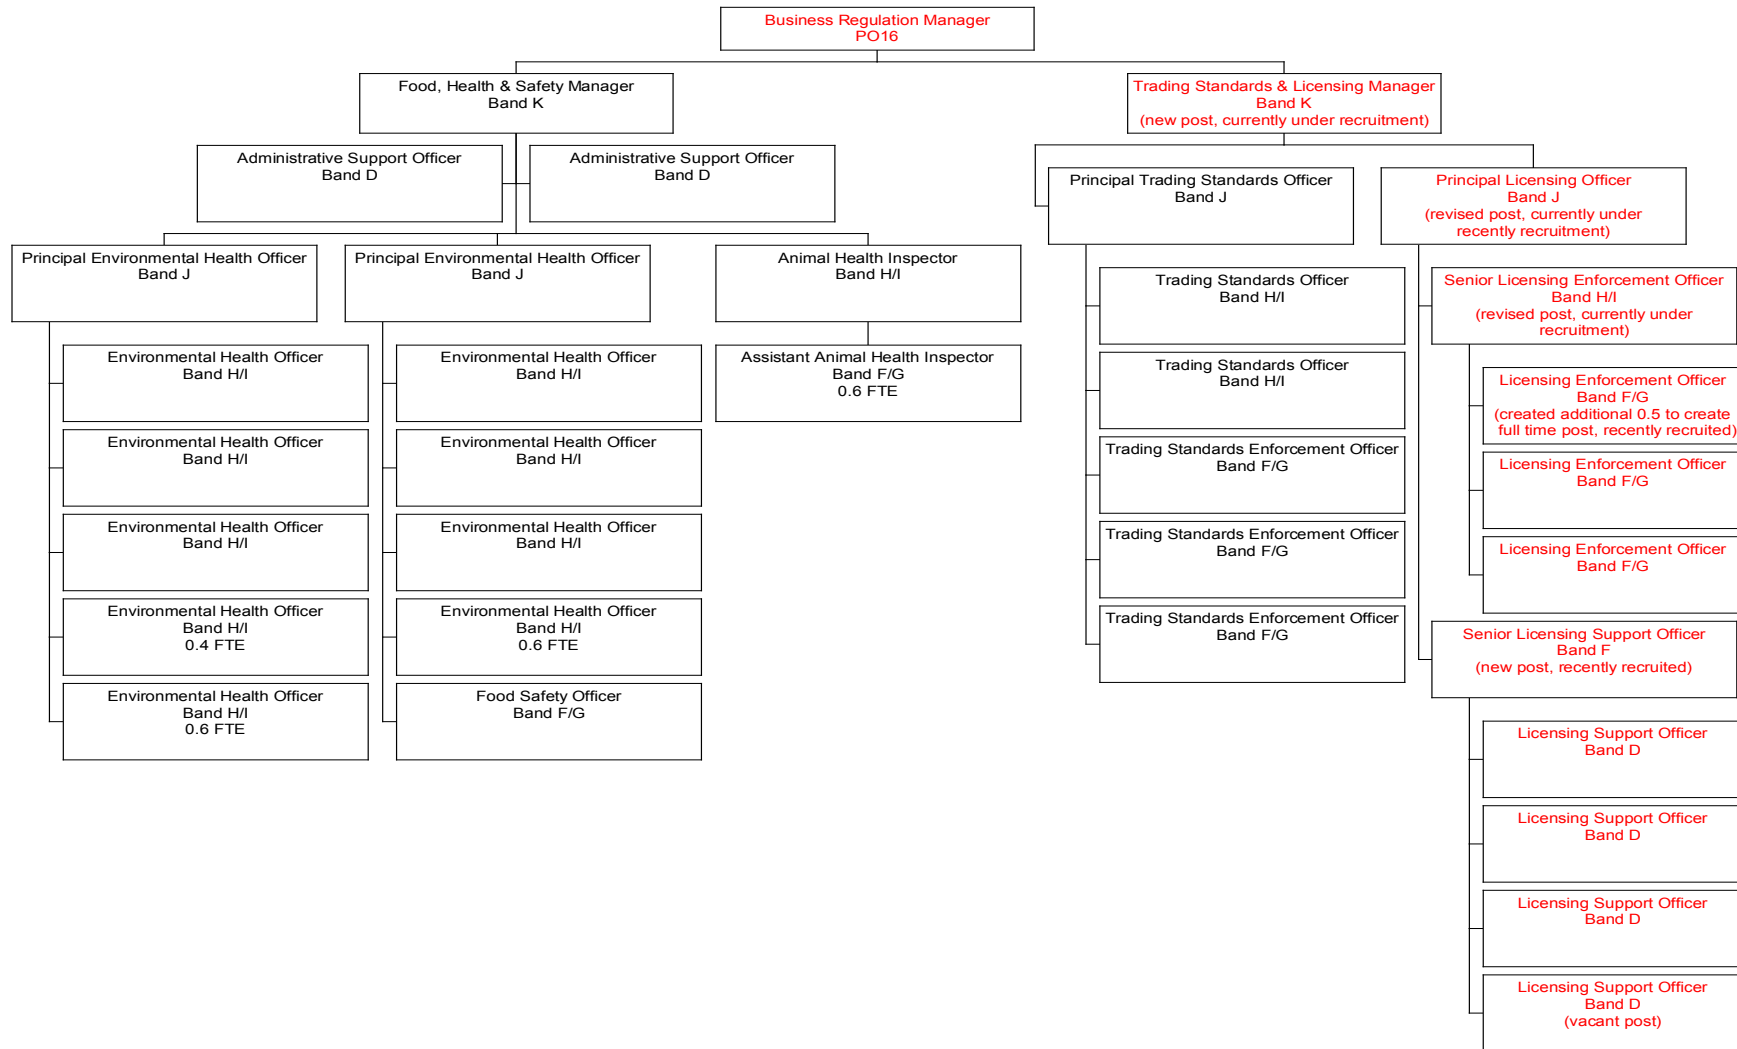 Business Regulation Manager
PO16
Food, Health & Safety Manager
Band K
Trading Standards & Licensing Manager
Band K
(new post, currently under recruitment)
Administrative Support Officer
Band D
Administrative Support Officer
Band D
Principal Trading Standards Officer
Band J
Principal Licensing Officer
Band J
(revised post, currently under
recently recruitment)
Principal Environmental Health Officer
Band J
Principal Environmental Health Officer
Band J
Animal Health Inspector
Band H/I
Environmental Health Officer
Band H/I
Environmental Health Officer
Band H/I
Environmental Health Officer
Band H/I
Environmental Health Officer
Band H/I
0.4 FTE
Environmental Health Officer
Band H/I
0.6 FTE
Environmental Health Officer
Band H/I
Environmental Health Officer
Band H/I
Environmental Health Officer
Band H/I
Environmental Health Officer
Band H/I
0.6 FTE
Food Safety Officer
Band F/G
Assistant Animal Health Inspector
Band F/G
0.6 FTE
Trading Standards Officer
Band H/I
Trading Standards Officer
Band H/I
Trading Standards Enforcement Officer
Band F/G
Trading Standards Enforcement Officer
Band F/G
Trading Standards Enforcement Officer
Band F/G
Senior Licensing Enforcement Officer
Band H/I
(revised post, currently under
recruitment)
Licensing Enforcement Officer
Band F/G
(created additional 0.5 to create
full time post, recently recruited)
Licensing Enforcement Officer
Band F/G
Licensing Enforcement Officer
Band F/G
Senior Licensing Support Officer
Band F
(new post, recently recruited)
Licensing Support Officer
Band D
Licensing Support Officer
Band D
Licensing Support Officer
Band D
Licensing Support Officer
Band D
(vacant post)